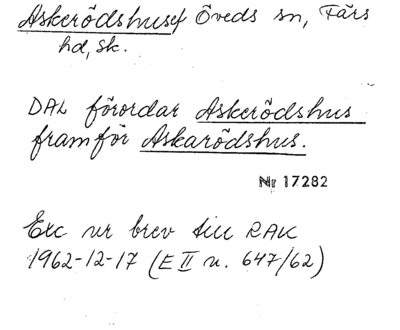 Askerödshuset Öveds sn, Färs
hd, Sk.
DAL förordar Askerödshus
framför Askarödshus.
Nr 17282
Exc ur brev till RAK
1962-12-17 (E II n. 647/62)